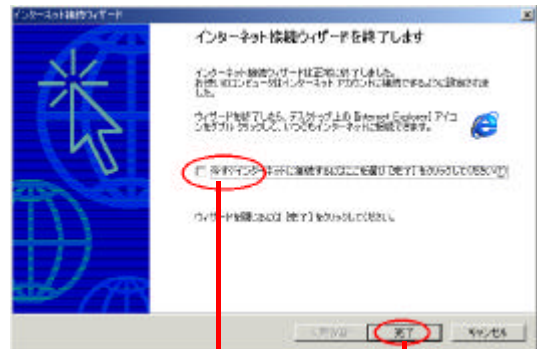 インターネット接続ウィザード
インターネット接続ウィザードを終了します
インターネット接続ウィザードは正常に終了しました。
お使いのコンピュータはインターネット アカウントに接続できるように設定されました。
ウィザードを終了したら、デスクトップ上の [Internet Explorer] アイコ
ンをダブル クリックして、いつでもインターネットに接続できます。
今すぐインターネットに接続するにはここを選び [完了] をクリックしてください
ウィザードを閉じるには [完了] をクリックしてください。
完了
キャンセル